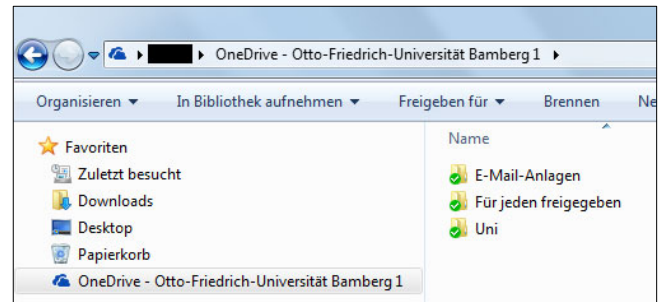 OneDrive - Otto-Friedrich-Universität Bamberg 1
Organisieren In Bibliothek aufnehmen Freigeben für Brennen Ne
Favoriten
Zuletzt besucht
Downloads
Desktop
Papierkorb
OneDrive - Otto-Friedrich-Universität Bamberg 1
Name
E-Mail-Anlagen
Für jeden freigegeben
Uni